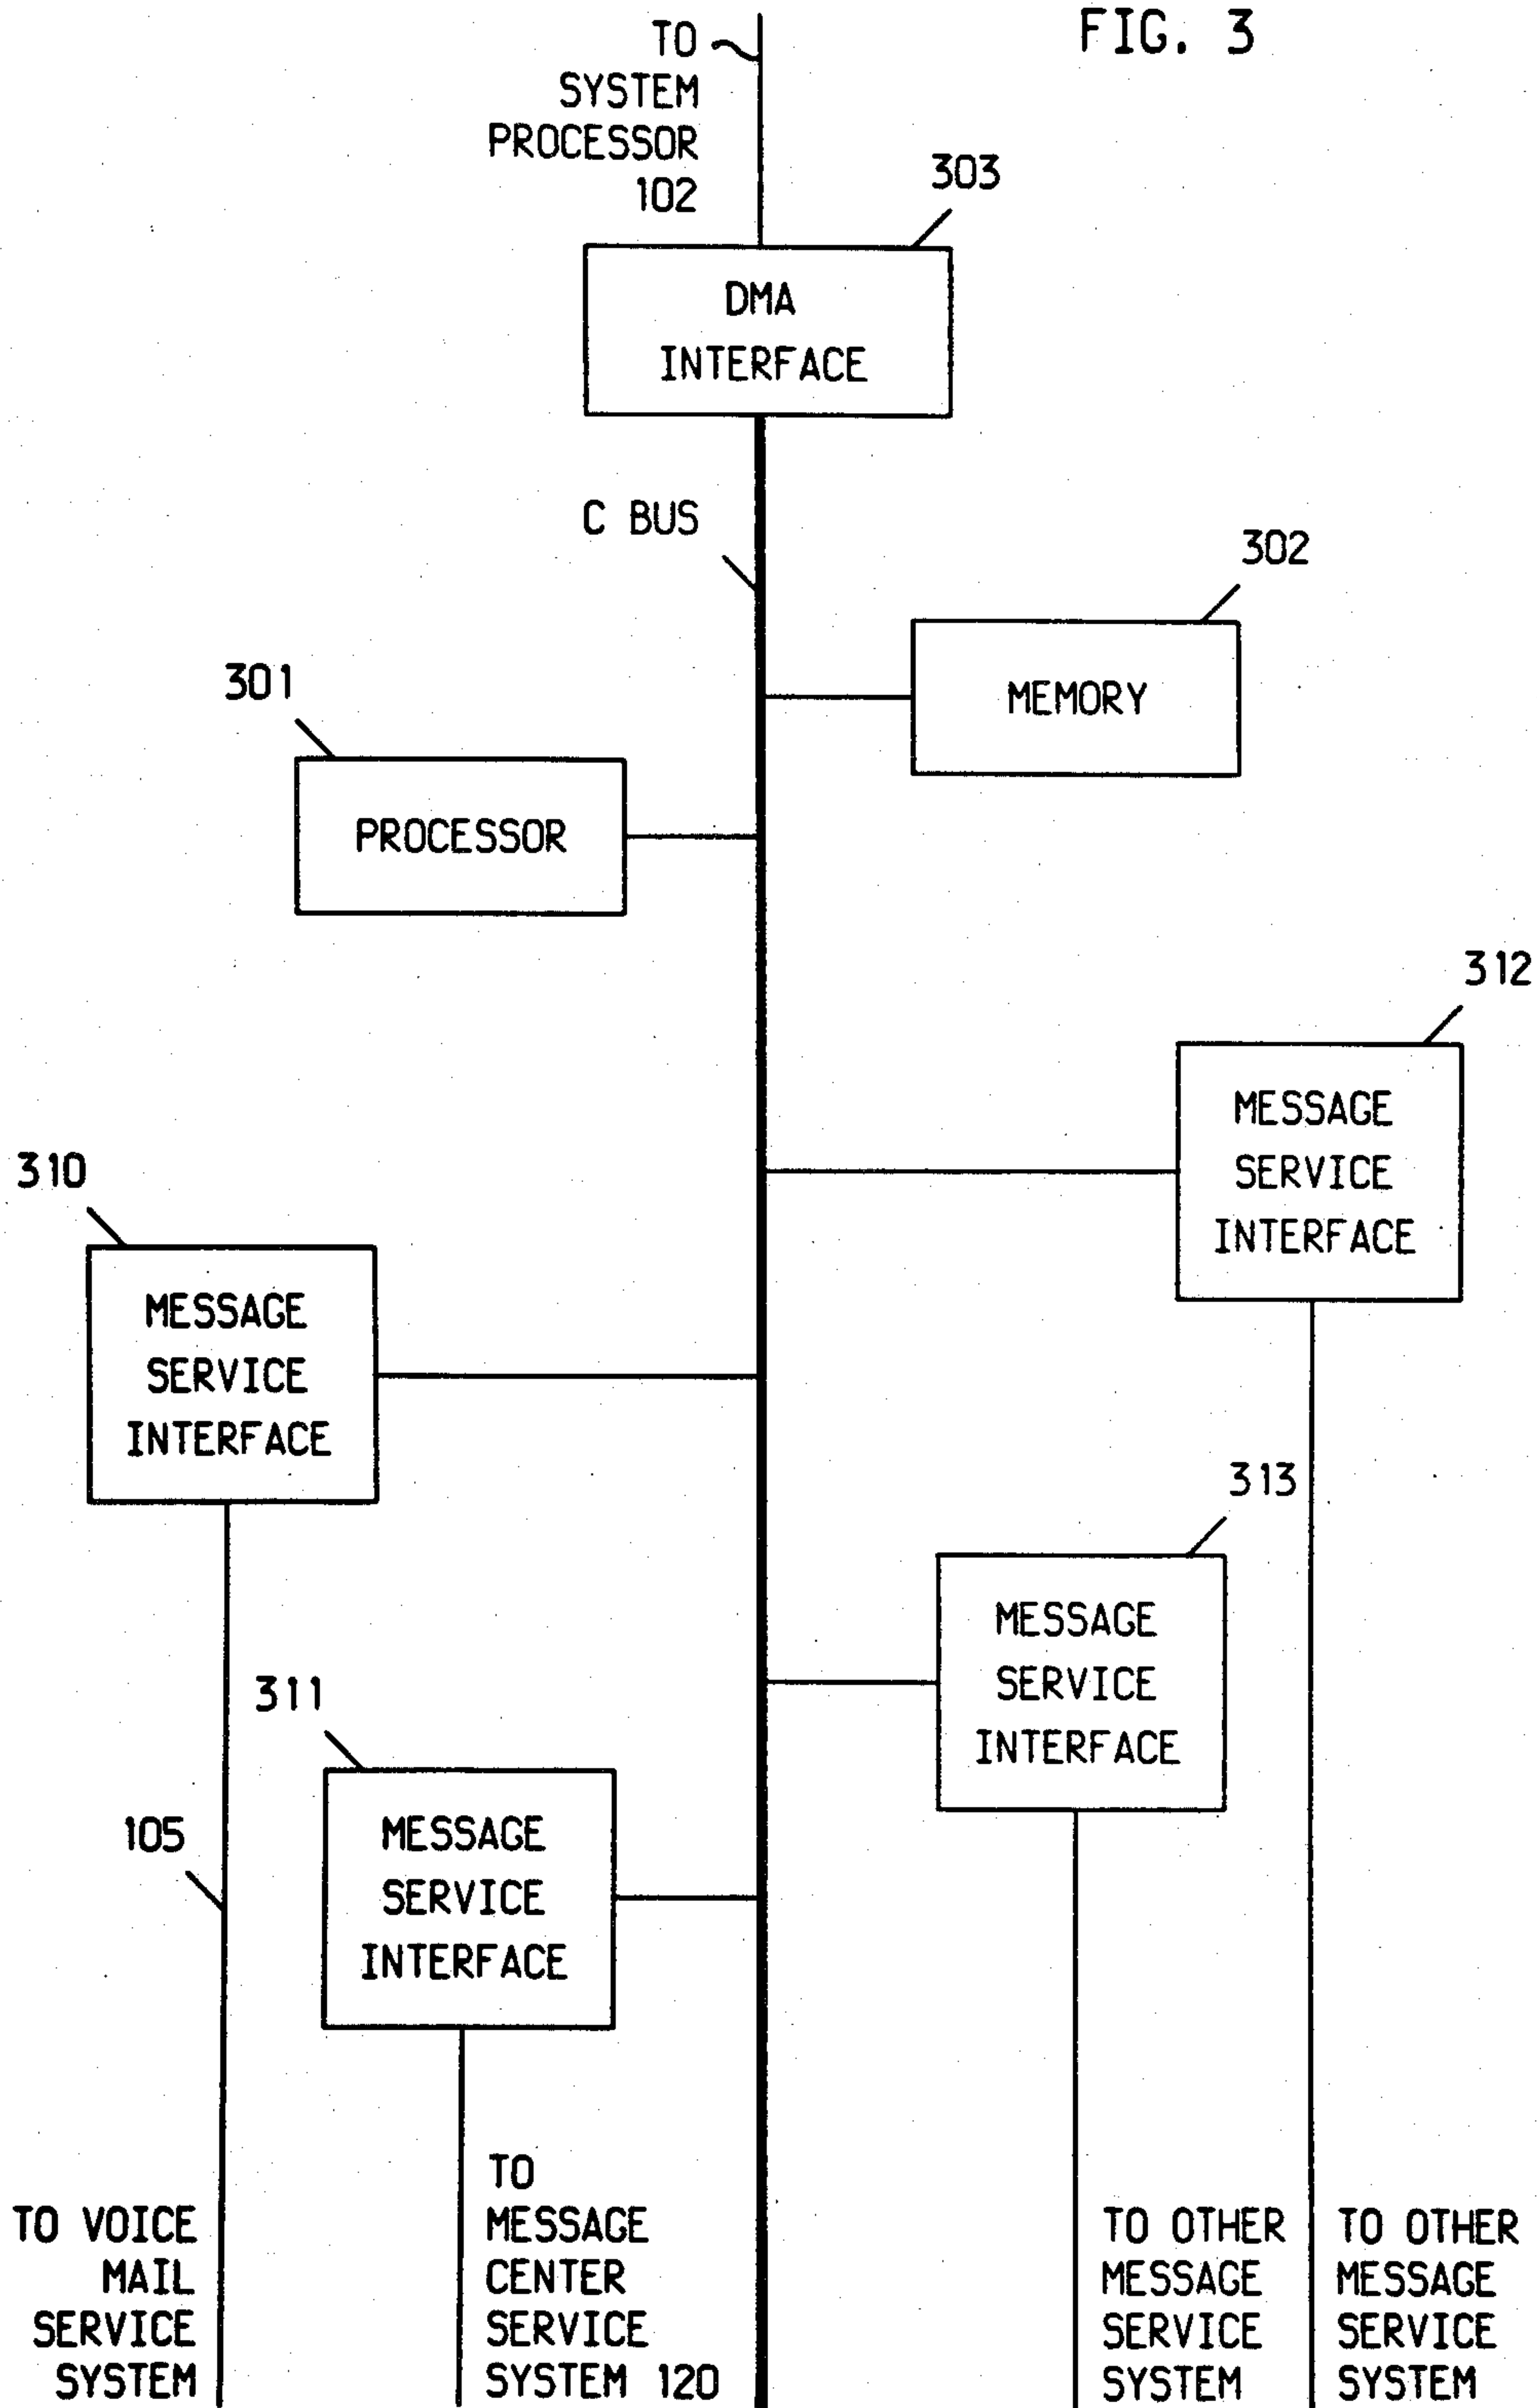 FIG. 3
TO
SYSTEM
PROCESSOR
102
303
DMA
INTERFACE
C BUS
302
MEMORY
301
PROCESSOR
312
MESSAGE
SERVICE
INTERFACE
310
MESSAGE
SERVICE
INTERFACE
313
MESSAGE
SERVICE
INTERFACE
311
MESSAGE
SERVICE
INTERFACE
105
TO VOICE
MAIL
SERVICE
SYSTEM
TO
MESSAGE
CENTER
SERVICE
SYSTEM 120
TO OTHER
MESSAGE
SERVICE
SYSTEM
TO OTHER
MESSAGE
SERVICE
SYSTEM